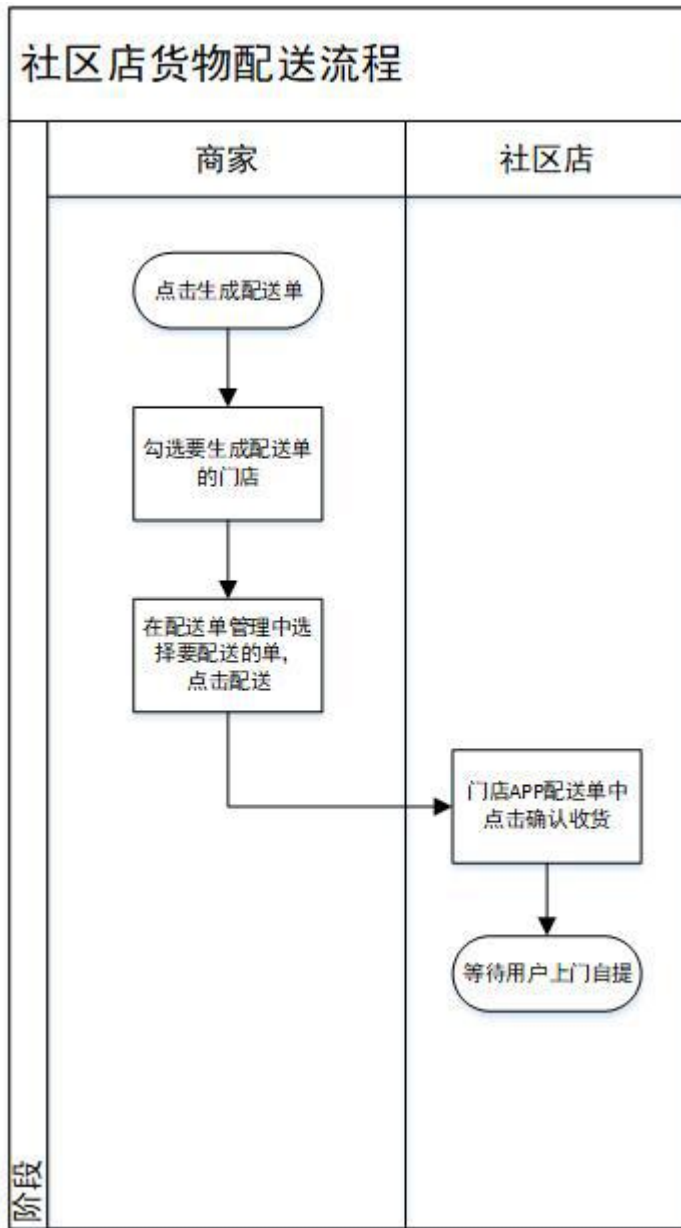 社区店货物配送流程
商家
社区店
点击生成配送单
勾选要生成配送单
的门店
在配送单管理中选
择要配送的单，
点击配送
门店APP配送单中
点击确认收货
等待用户上门自提
阶段